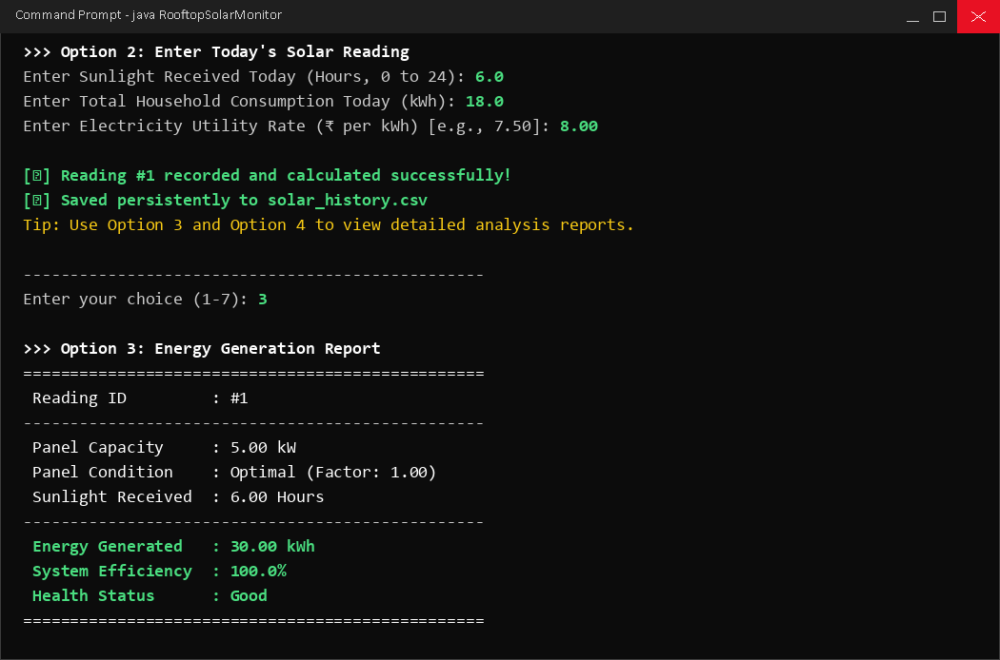 Command Prompt - java RooftopSolarMonitor
>>> Option 2: Enter Today's Solar Reading
Enter Sunlight Received Today (Hours, 0 to 24): 6.0
Enter Total Household Consumption Today (kWh): 18.0
Enter Electricity Utility Rate (₹ per kWh) [e.g., 7.50]: 8.00
[⍰] Reading #1 recorded and calculated successfully!
[⍰] Saved persistently to solar_history.csv
Tip: Use Option 3 and Option 4 to view detailed analysis reports.
-------------------------------------------------
Enter your choice (1-7): 3
>>> Option 3: Energy Generation Report
=================================================
Reading ID : #1
-------------------------------------------------
Panel Capacity : 5.00 kW
Panel Condition : Optimal (Factor: 1.00)
Sunlight Received : 6.00 Hours
-------------------------------------------------
Energy Generated : 30.00 kWh
System Efficiency : 100.0%
Health Status : Good
=================================================